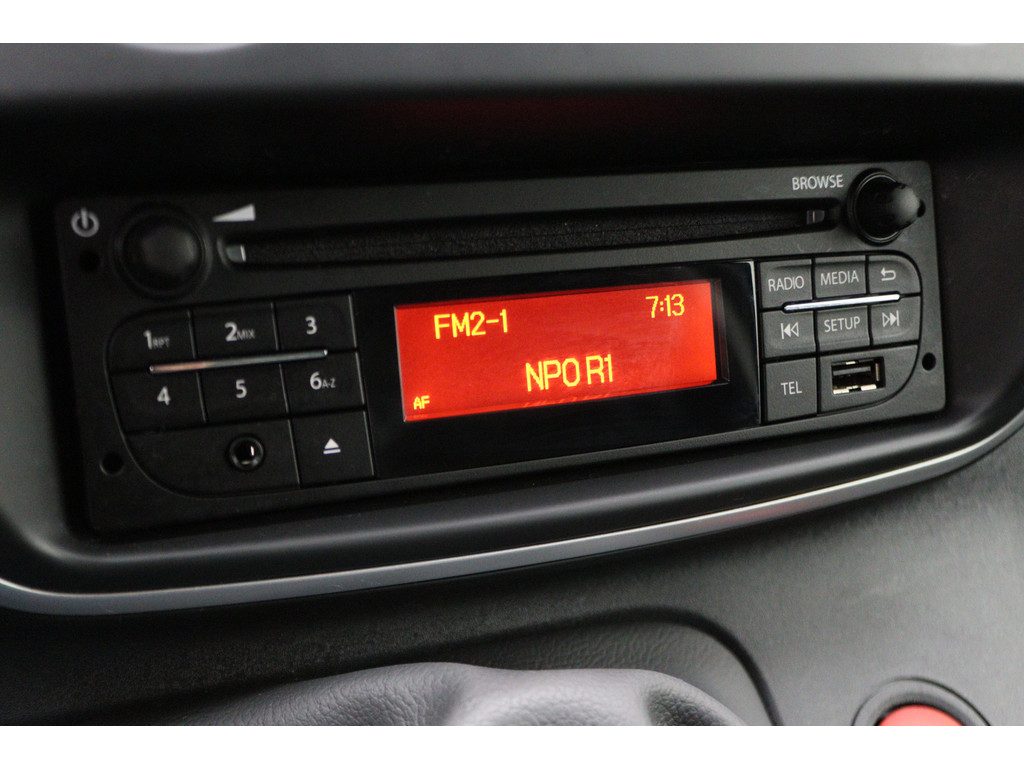 BROWSE
RADIO MEDIA
1RPT 2MIX 3
FM2-1 7:13
SETUP
4 5 6A-Z
NPO R1
TEL
AF